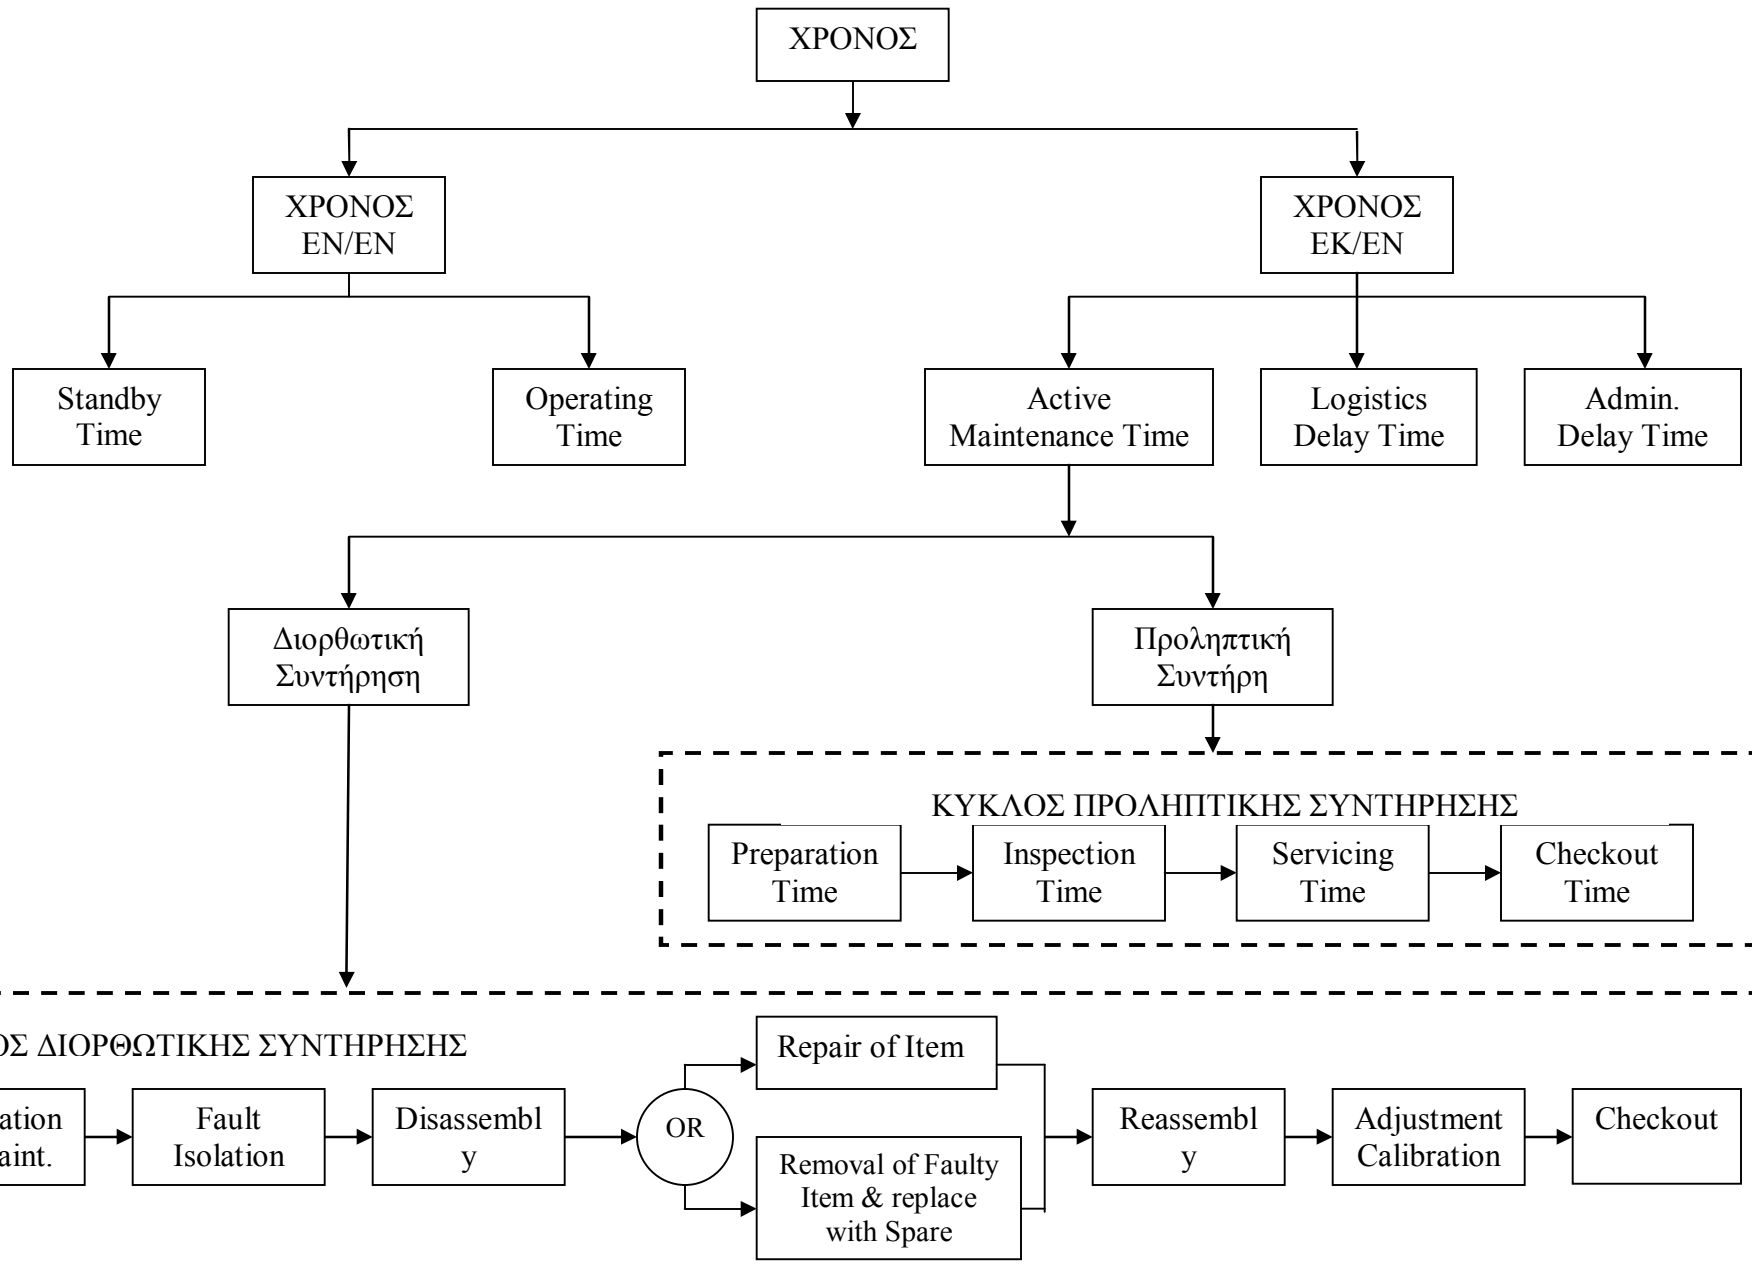 ΧΡΟΝΟΣ
ΧΡΟΝΟΣ
ΕΝ/ΕΝ
ΧΡΟΝΟΣ
ΕΚ/ΕΝ
Standby
Time
Operating
Time
Active
Maintenance Time
Logistics
Delay Time
Admin.
Delay Time
Διορθωτική
Συντήρηση
Προληπτική
Συντήρη
ΚΥΚΛΟΣ ΠΡΟΛΗΠΤΙΚΗΣ ΣΥΝΤΗΡΗΣΗΣ
Preparation
Time
Inspection
Time
Servicing
Time
Checkout
Time
ΟΣ ΔΙΟΡΘΩΤΙΚΗΣ ΣΥΝΤΗΡΗΣΗΣ
ation
aint.
Fault
Isolation
Disassembl
y
OR
Repair of Item
Removal of Faulty
Item & replace
with Spare
Reassembl
y
Adjustment
Calibration
Checkout